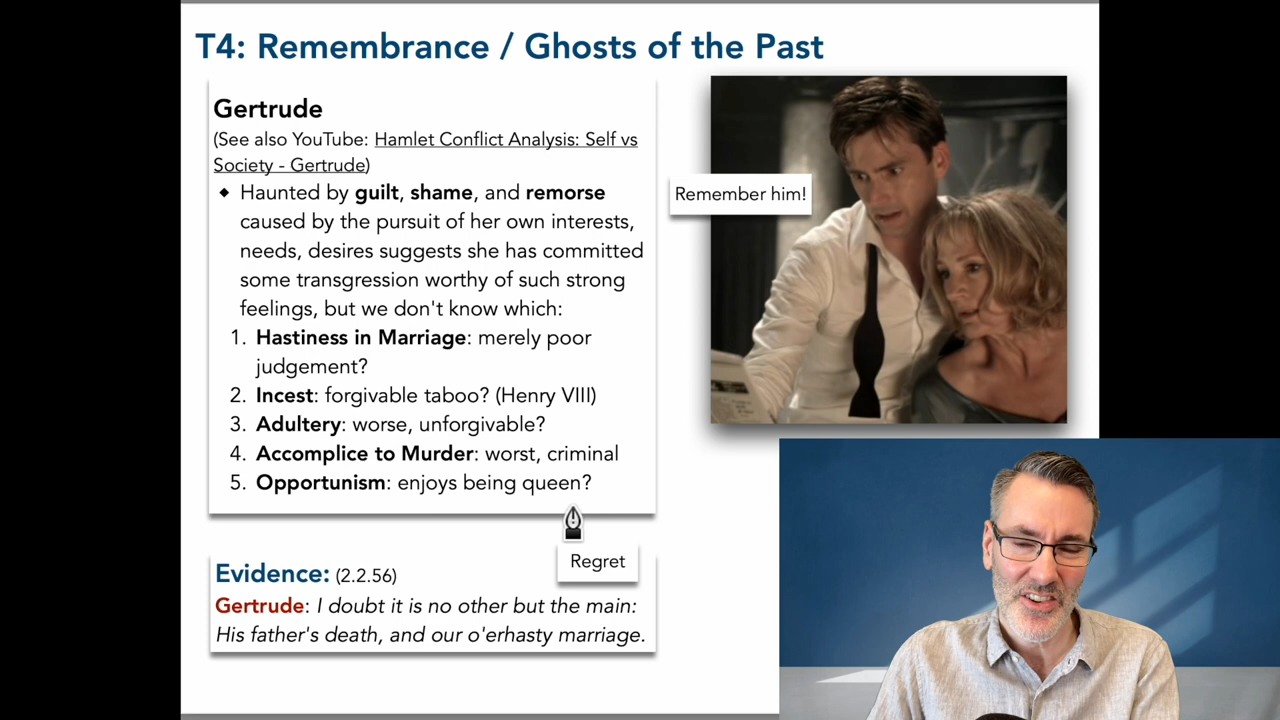 T4: Remembrance / Ghosts of the Past
Gertrude
(See also YouTube: Hamlet Conflict Analysis: Self vs
Society - Gertrude)
◆ Haunted by guilt, shame, and remorse
caused by the pursuit of her own interests,
needs, desires suggests she has committed
some transgression worthy of such strong
feelings, but we don't know which:
1. Hastiness in Marriage: merely poor
judgement?
2. Incest: forgivable taboo? (Henry VIII)
3. Adultery: worse, unforgivable?
4. Accomplice to Murder: worst, criminal
5. Opportunism: enjoys being queen?
Remember him!
Regret
Evidence: (2.2.56)
Gertrude: I doubt it is no other but the main:
His father's death, and our o'erhasty marriage.